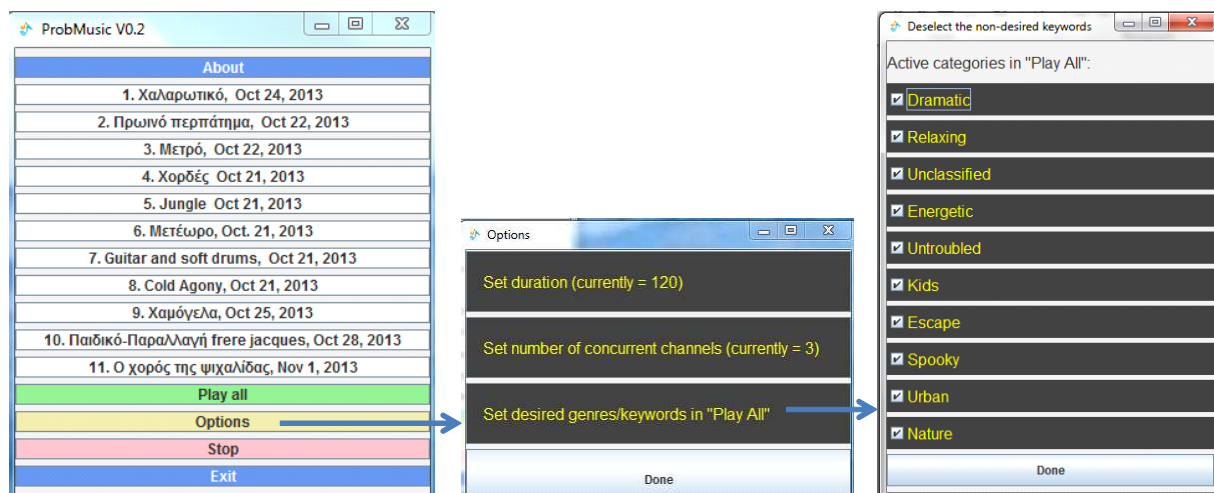 ProbMusic V0.2
About
1. Χαλαρωτικό,  Oct 24, 2013
2. Πρωινό περπάτημα,  Oct 22, 2013
3. Μετρό,  Oct 22, 2013
4. Χορδές  Oct 21, 2013
5. Jungle  Oct 21, 2013
6. Μετέωρο, Oct. 21, 2013
7. Guitar and soft drums,  Oct 21, 2013
8. Cold Agony, Oct 21, 2013
9. Χαμόγελα, Oct 25, 2013
10. Παιδικό-Παραλλαγή frere jacques, Oct 28, 2013
11. Ο χορός της ψιχαλίδας, Nov 1, 2013
Play all
Options
Stop
Exit
Options
Set duration (currently = 120)
Set number of concurrent channels (currently = 3)
Set desired genres/keywords in "Play All"
Done
Deselect the non-desired keywords
Active categories in "Play All":
Dramatic
Relaxing
Unclassified
Energetic
Untroubled
Kids
Escape
Spooky
Urban
Nature
Done